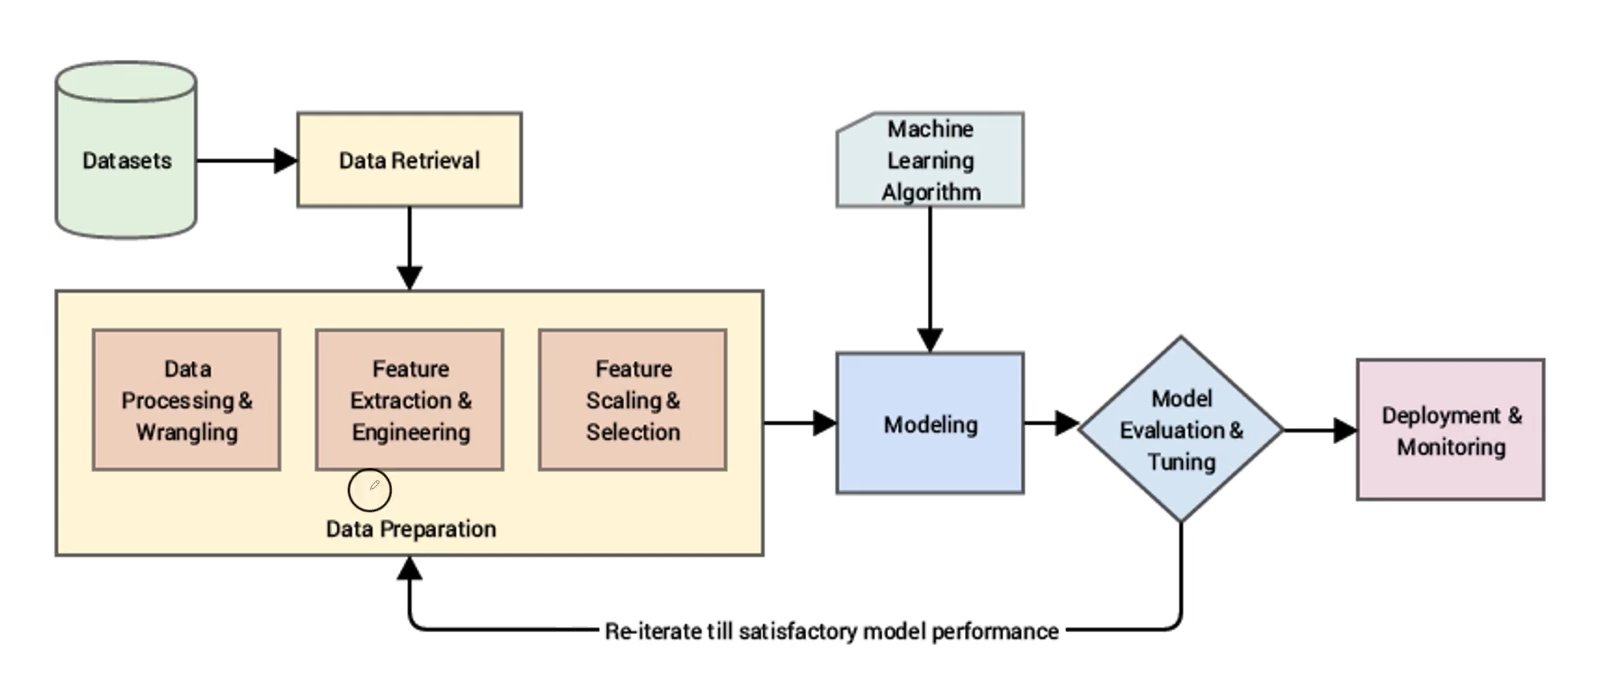 Datasets
Data Retrieval
Machine
Learning
Algorithm
Data
Processing &
Wrangling
Feature
Extraction &
Engineering
Feature
Scaling &
Selection
Data Preparation
Modeling
Model
Evaluation &
Tuning
Deployment &
Monitoring
Re-iterate till satisfactory model performance